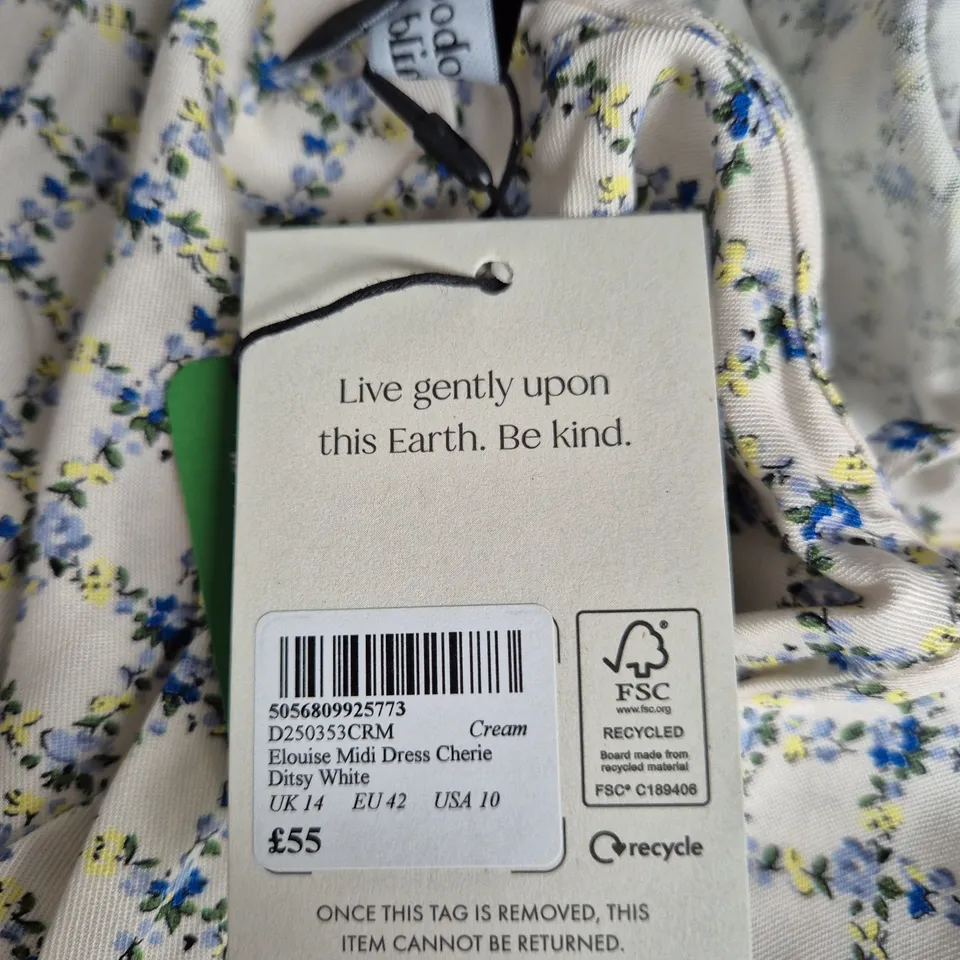 Live gently upon
this Earth. Be kind.
5056809925773
D250353CRM Cream
Elouise Midi Dress Cherie
Ditsy White
UK 14 EU 42 USA 10
£55
FSC®
www.fsc.org
RECYCLED
Board made from
recycled material
FSC® C189406
recycle
ONCE THIS TAG IS REMOVED, THIS
ITEM CANNOT BE RETURNED.